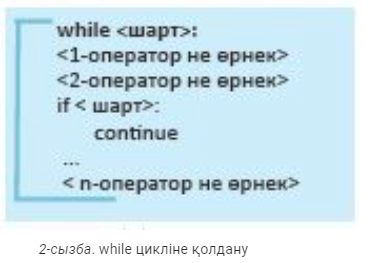 while <шарт>:
<1-оператор не өрнек>
<2-оператор не өрнек>
if < шарт>:
continue
...
< n-оператор не өрнек>
2-сызба. while цикліне қолдану